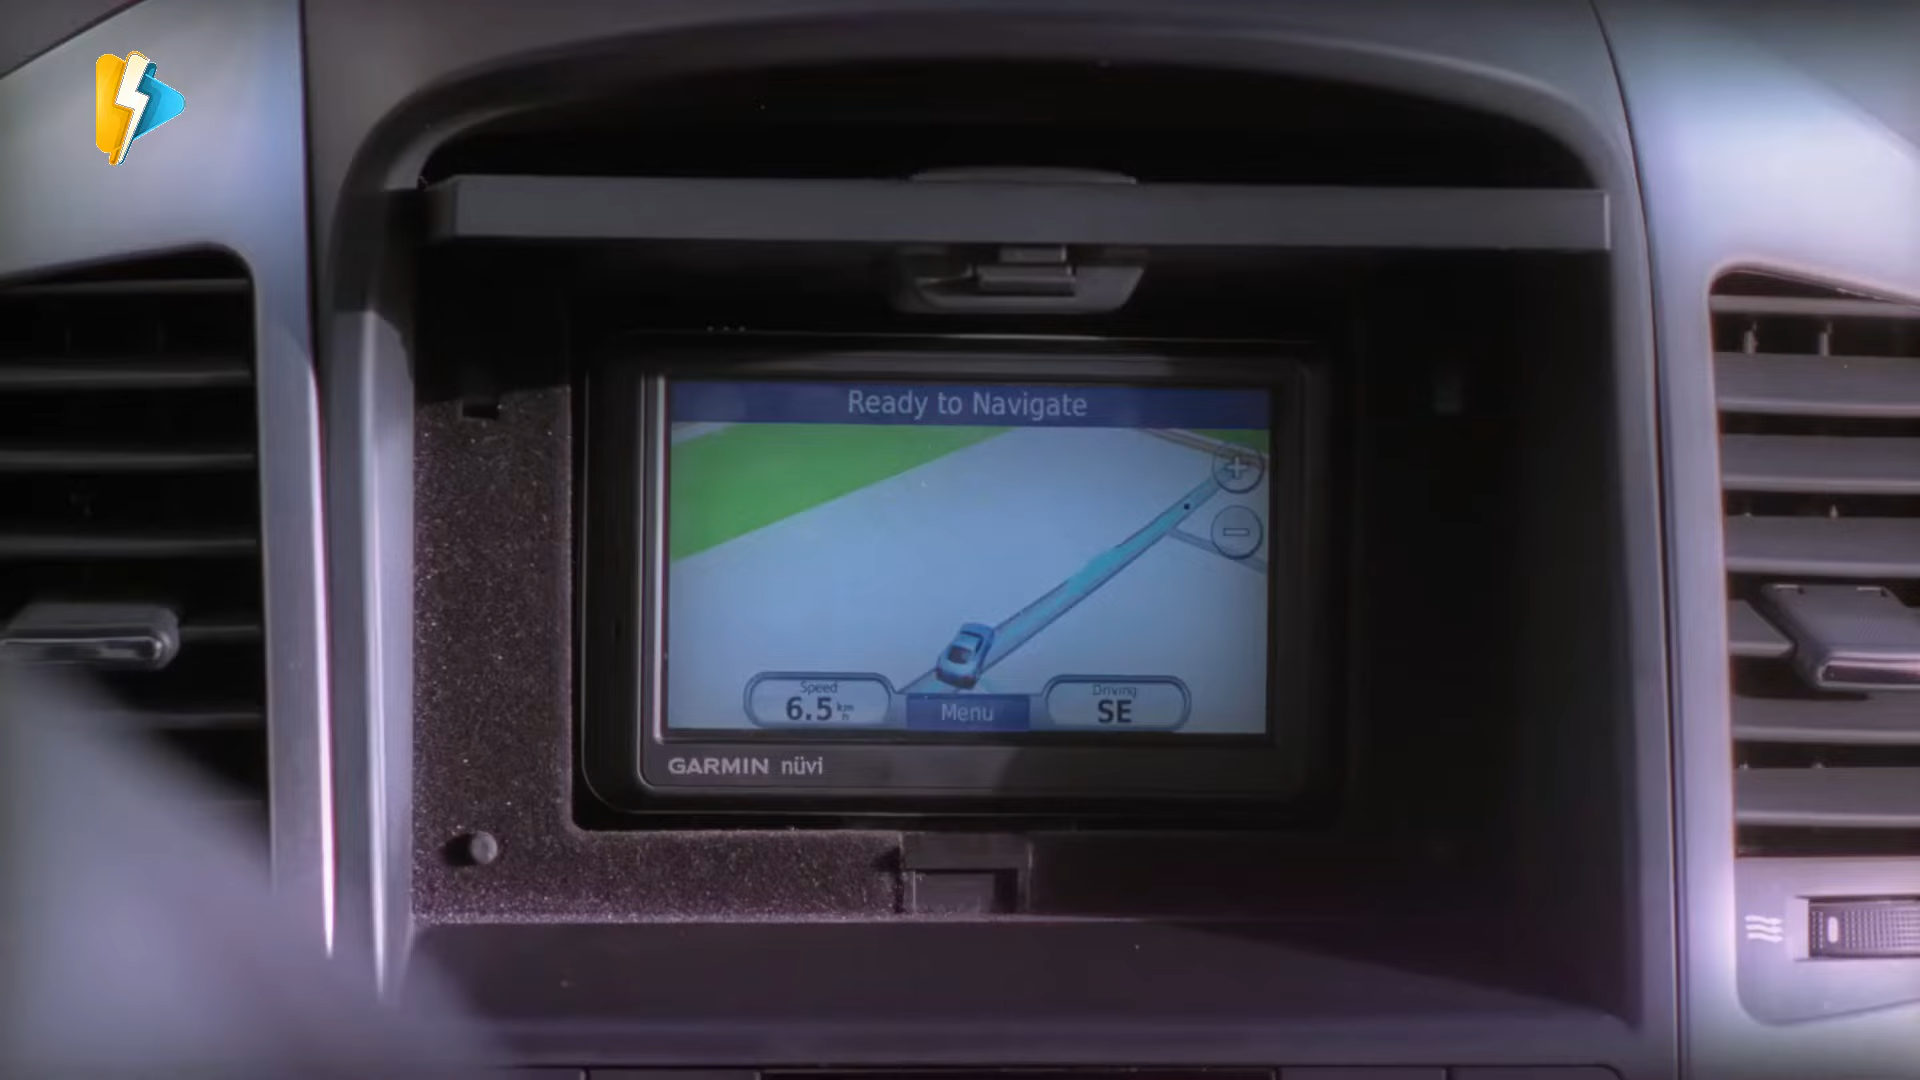 Ready to Navigate
Speed
6.5 km/h
Menu
Driving
SE
GARMIN nüvi